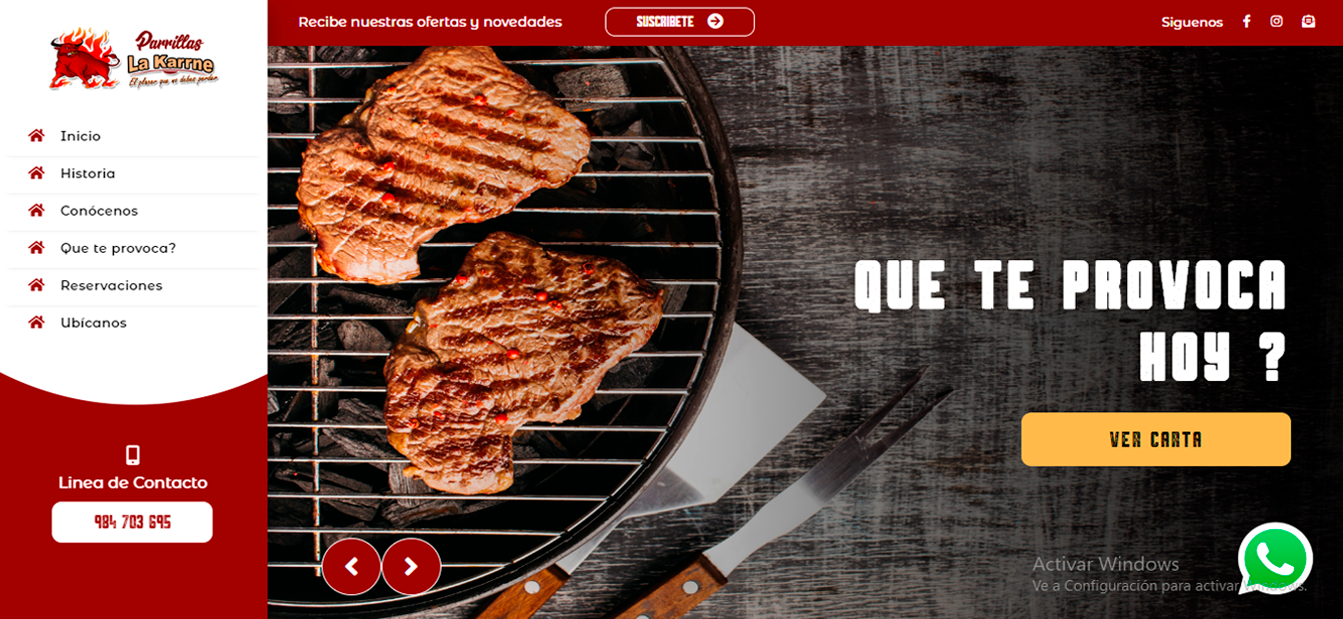 Parrillas
La Karrne
El placer que no debes perder
Inicio
Historia
Conócenos
Que te provoca?
Reservaciones
Ubícanos
Linea de Contacto
984 703 695
Recibe nuestras ofertas y novedades
SUSCRIBETE
Siguenos
QUE TE PROVOCA
HOY ?
VER CARTA
Activar Windows
Ve a Configuración para activar Windows.